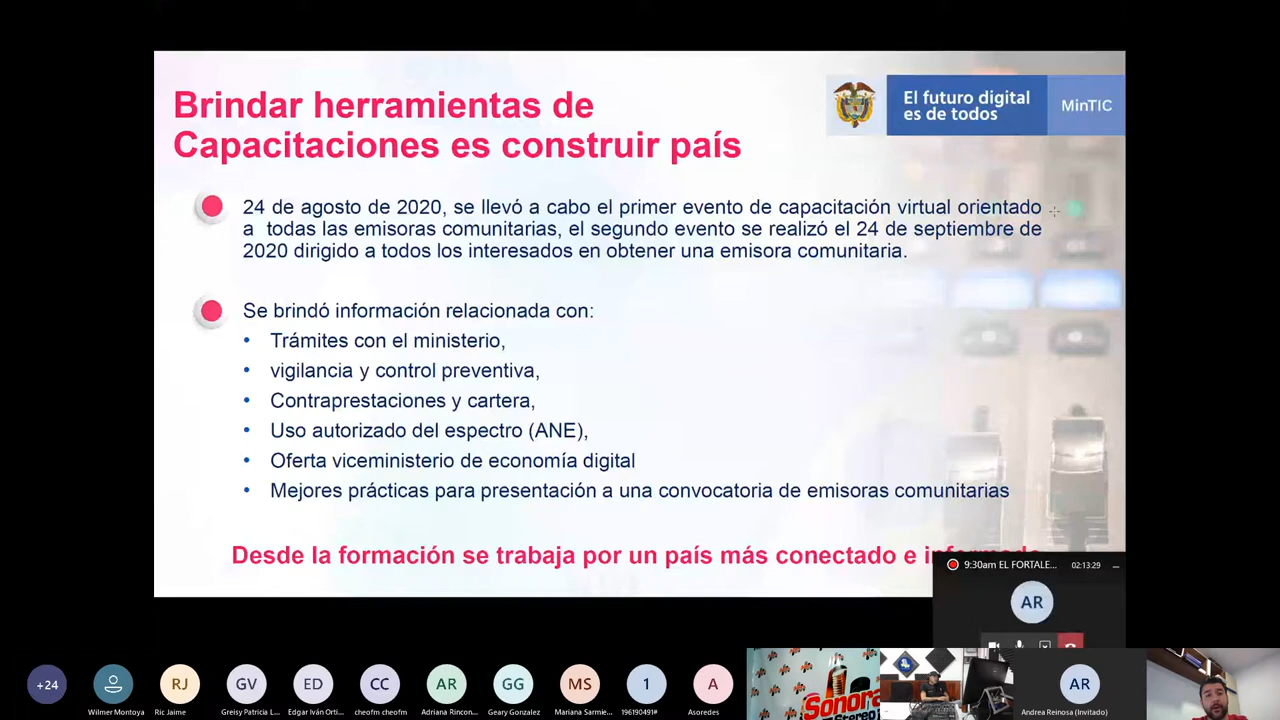 Brindar herramientas de
Capacitaciones es construir país
El futuro digital
es de todos
MinTIC
24 de agosto de 2020, se llevó a cabo el primer evento de capacitación virtual orientado
a todas las emisoras comunitarias, el segundo evento se realizó el 24 de septiembre de
2020 dirigido a todos los interesados en obtener una emisora comunitaria.
Se brindó información relacionada con:
• Trámites con el ministerio,
• vigilancia y control preventiva,
• Contraprestaciones y cartera,
• Uso autorizado del espectro (ANE),
• Oferta viceministerio de economía digital
• Mejores prácticas para presentación a una convocatoria de emisoras comunitarias
Desde la formación se trabaja por un país más conectado e informado
9:30am EL FORTALE... 02:13:29
AR
+24
RJ
GV
ED
CC
AR
GG
MS
1
A
AR
Sonora
Stereo
Wilmer Montoya
Ric Jaime
Greisy Patricia L...
Edgar Iván Orti...
cheofm cheofm
Adriana Rincon...
Geary Gonzalez
Mariana Sarmie...
196190491#
Asoredes
Andrea Reinosa (Invitado)